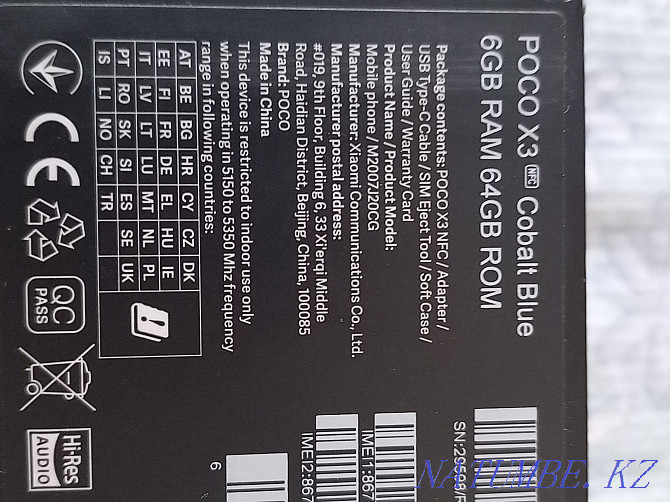 POCO X3 NFC Cobalt Blue
6GB RAM 64GB ROM
Package contents: POCO X3 NFC / Adapter /
USB Type-C Cable / SIM Eject Tool / Soft Case /
User Guide / Warranty Card
Product Name / Product Model:
Mobile phone / M2007J20CG
Manufacturer: Xiaomi Communications Co., Ltd.
Manufacturer postal address:
#019, 9th Floor, Building 6, 33 Xi'erqi Middle
Road, Haidian District, Beijing, China, 100085
Brand: POCO
Made in China
This device is restricted to indoor use only
when operating in 5150 to 5350 Mhz frequency
range in following countries:
AT BE BG HR CY CZ DK
EE FI FR DE EL HU IE
IT LV LT LU MT NL PL
PT RO SK SI ES SE UK
IS LI NO CH TR
CE
QC
PASS
Hi-Res
AUDIO
IMEI1:867
IMEI2:867
6
NATUMBE.KZ